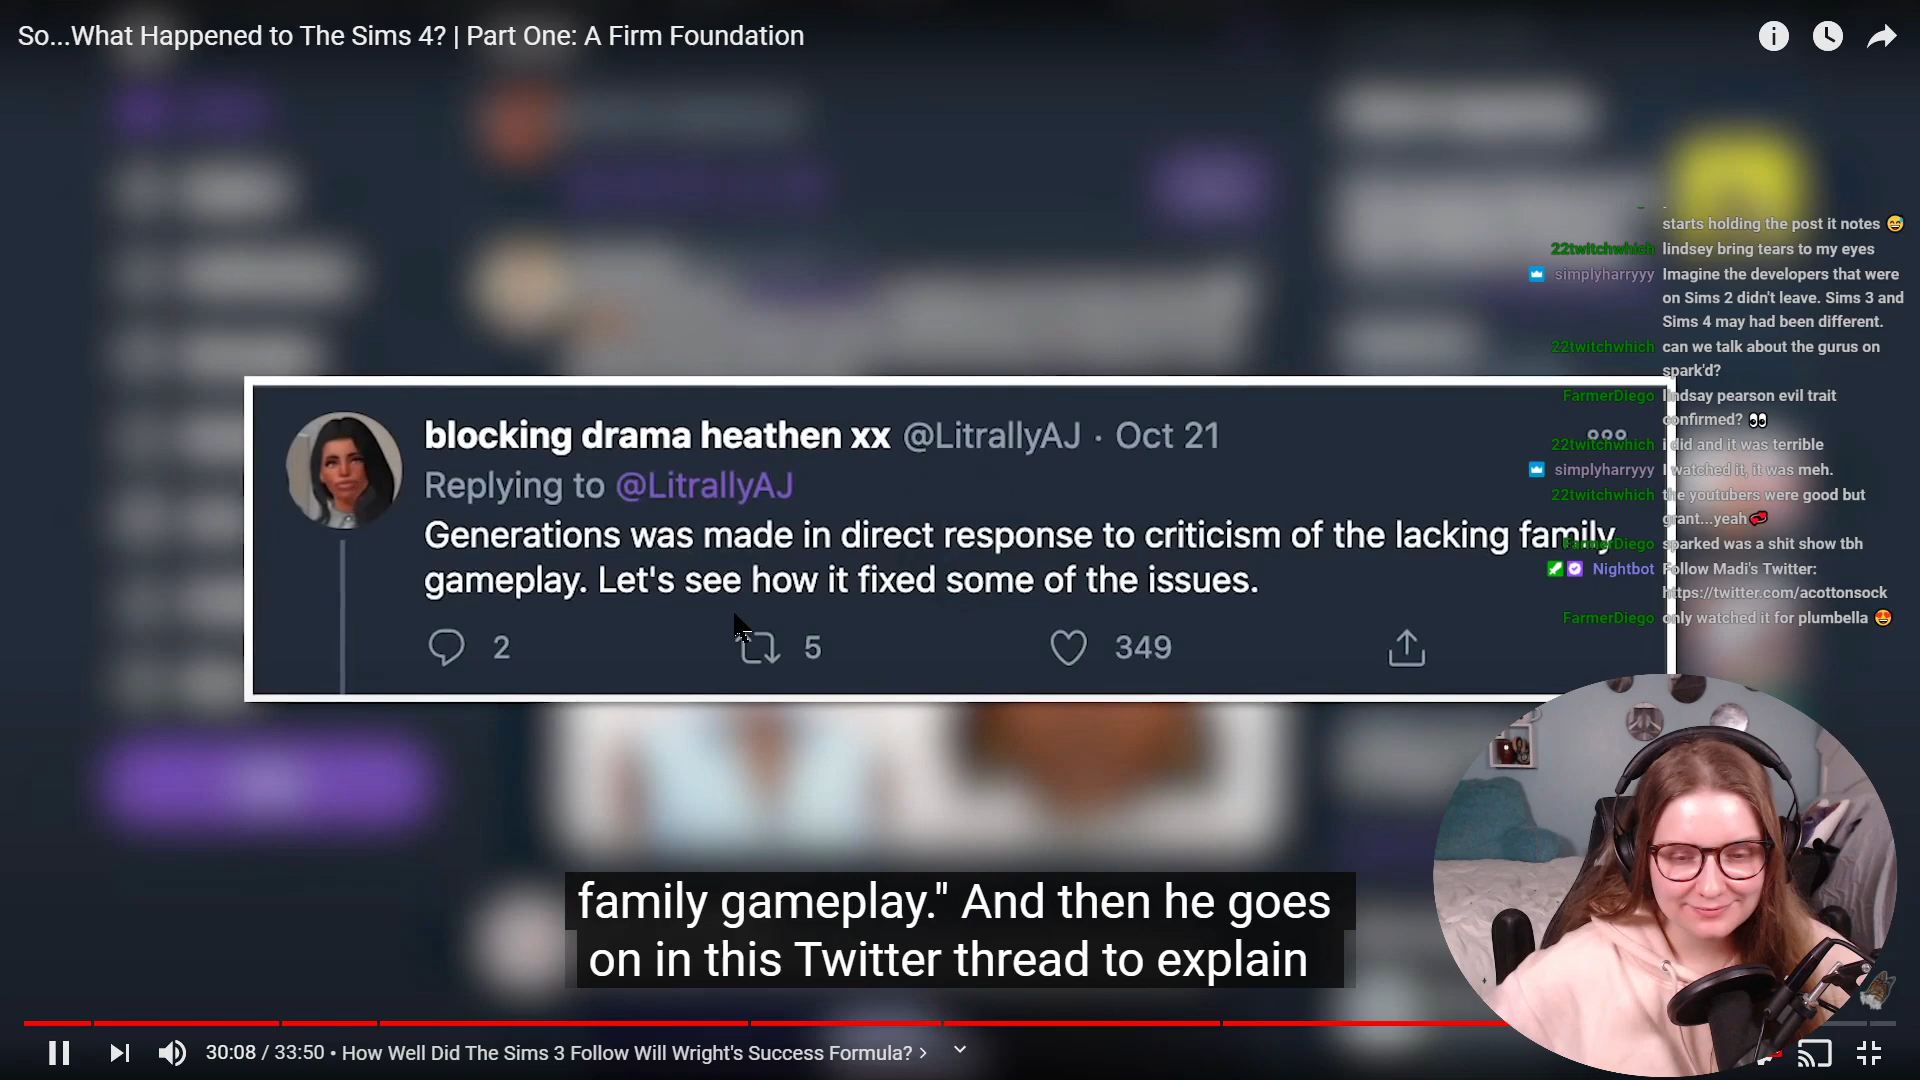 So...What Happened to The Sims 4? | Part One: A Firm Foundation
starts holding the post it notes 😅
22twitchwhich lindsey bring tears to my eyes
simplyharryyy Imagine the developers that were
on Sims 2 didn't leave. Sims 3 and
Sims 4 may had been different.
22twitchwhich can we talk about the gurus on
spark'd?
FarmerDiego lindsay pearson evil trait
confirmed? 👀
22twitchwhich i did and it was terrible
simplyharryyy I watched it, it was meh.
22twitchwhich the youtubers were good but
grant...yeah
FarmerDiego sparked was a shit show tbh
Nightbot Follow Madi's Twitter:
https://twitter.com/acottonsock
FarmerDiego only watched it for plumbella 🤩
blocking drama heathen xx @LitrallyAJ · Oct 21
Replying to @LitrallyAJ
Generations was made in direct response to criticism of the lacking family
gameplay. Let's see how it fixed some of the issues.
2 5 349
family gameplay." And then he goes
on in this Twitter thread to explain
30:08 / 33:50 • How Well Did The Sims 3 Follow Will Wright's Success Formula? >